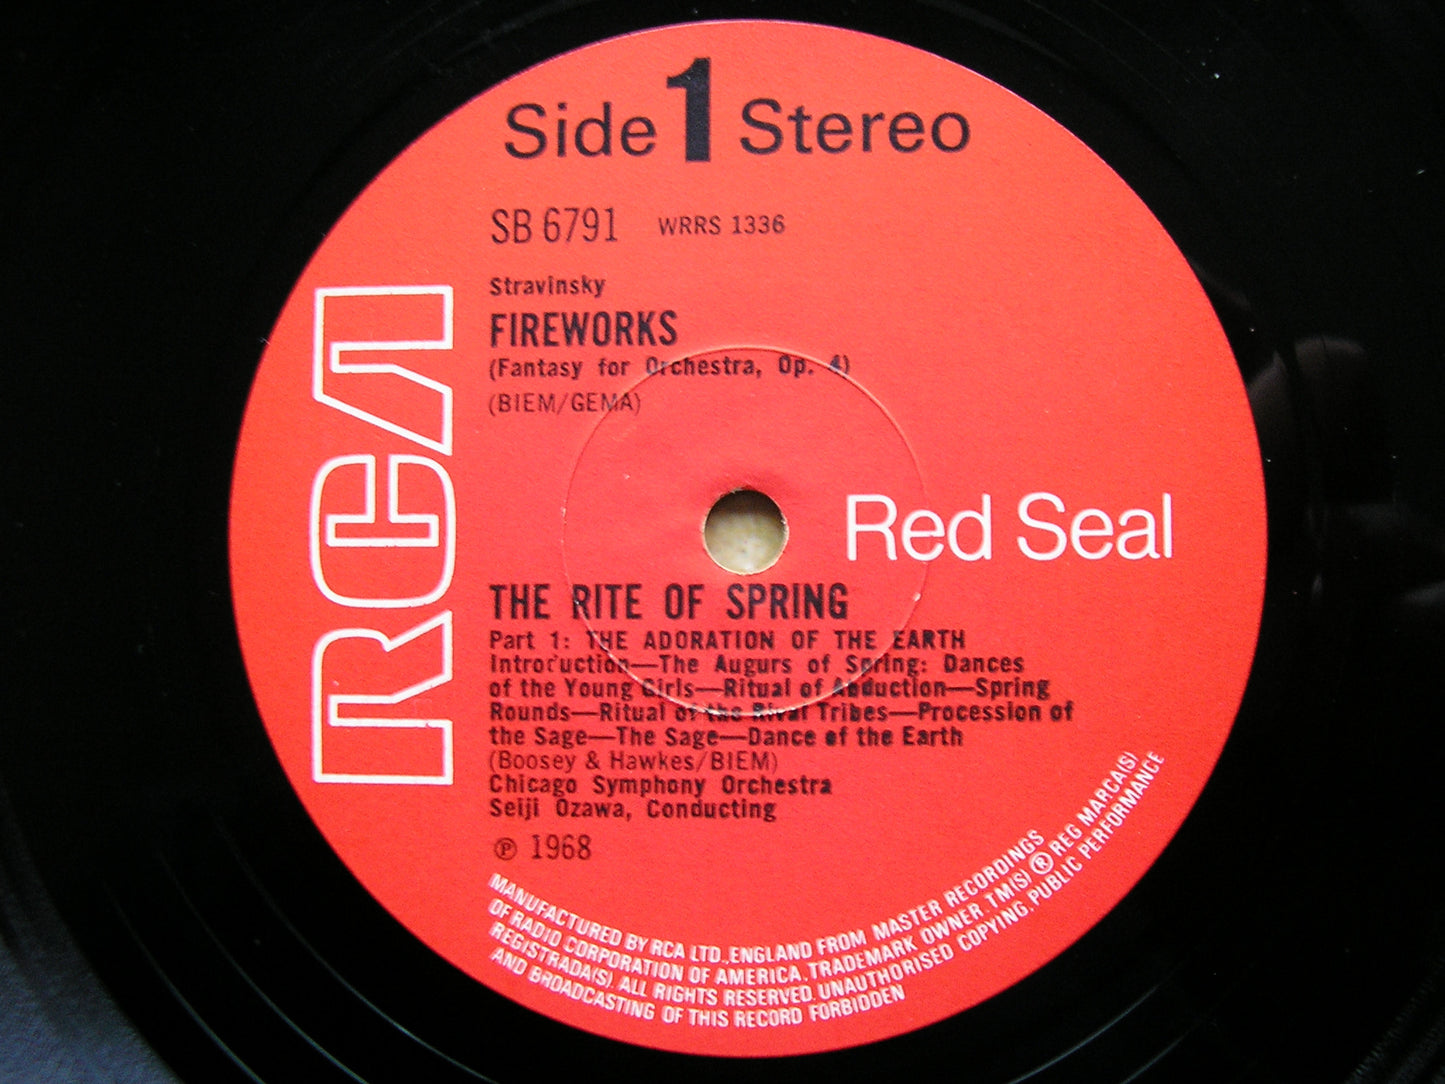 Side 1 Stereo
SB 6791 WRRS 1336
Stravinsky
FIREWORKS
(Fantasy for Orchestra, Op. 4)
(BIEM/GEMA)
RCA
Red Seal
THE RITE OF SPRING
Part 1: THE ADORATION OF THE EARTH
Introduction—The Augurs of Spring: Dances
of the Young Girls—Ritual of Abduction—Spring
Rounds—Ritual of the Rival Tribes—Procession of
the Sage—The Sage—Dance of the Earth
(Boosey & Hawkes/BIEM)
Chicago Symphony Orchestra
Seiji Ozawa, Conducting
℗ 1968
MANUFACTURED BY RCA LTD., ENGLAND FROM MASTER RECORDINGS
OF RADIO CORPORATION OF AMERICA. TRADEMARK OWNER. TM(S) ® REG MARCA(S)
REGISTRADA(S). ALL RIGHTS RESERVED. UNAUTHORISED COPYING, PUBLIC PERFORMANCE
AND BROADCASTING OF THIS RECORD FORBIDDEN